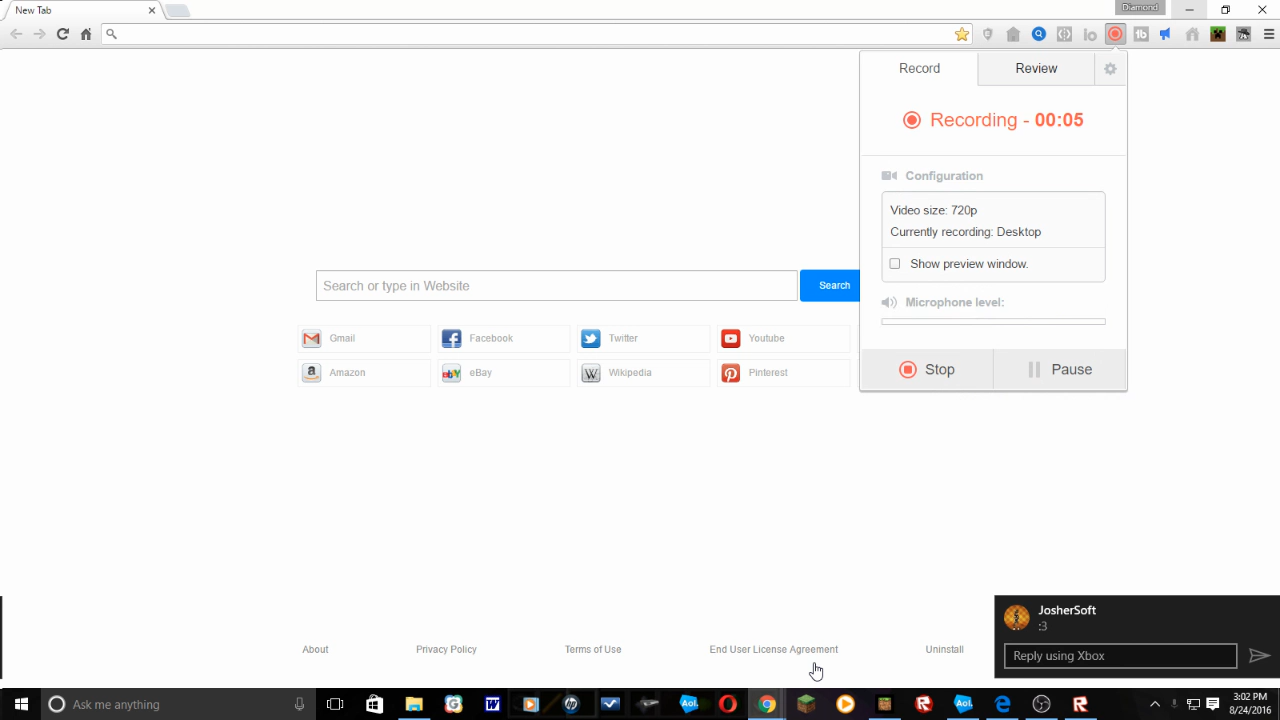 New Tab
Diamond
Record
Review
Recording - 00:05
Configuration
Video size: 720p
Currently recording: Desktop
Show preview window.
Microphone level:
Stop
Pause
Search or type in Website
Search
Gmail
Facebook
Twitter
Youtube
Amazon
eBay
Wikipedia
Pinterest
About
Privacy Policy
Terms of Use
End User License Agreement
Uninstall
JosherSoft
:3
Reply using Xbox
Ask me anything
3:02 PM
8/24/2016